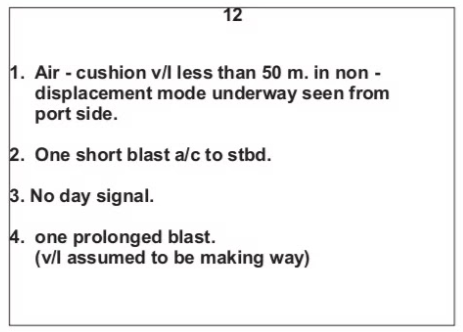 12
1. Air - cushion v/l less than 50 m. in non -
displacement mode underway seen from
port side.
2. One short blast a/c to stbd.
3. No day signal.
4. one prolonged blast.
(v/l assumed to be making way)